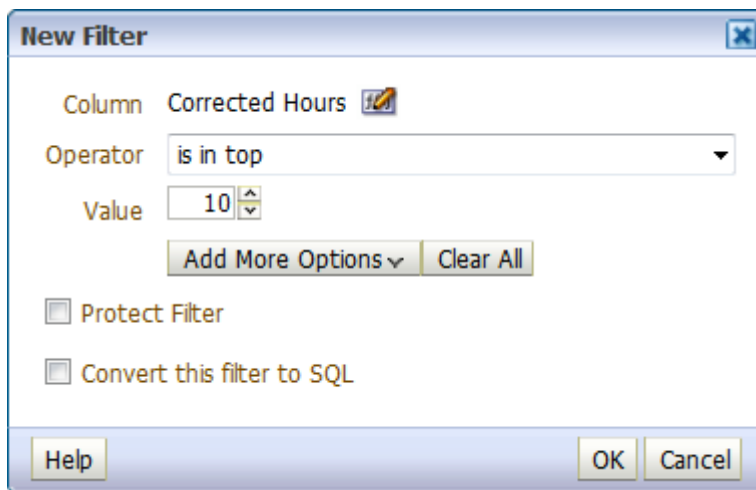 New Filter
Column Corrected Hours
Operator is in top
Value 10
Add More Options Clear All
Protect Filter
Convert this filter to SQL
Help OK Cancel